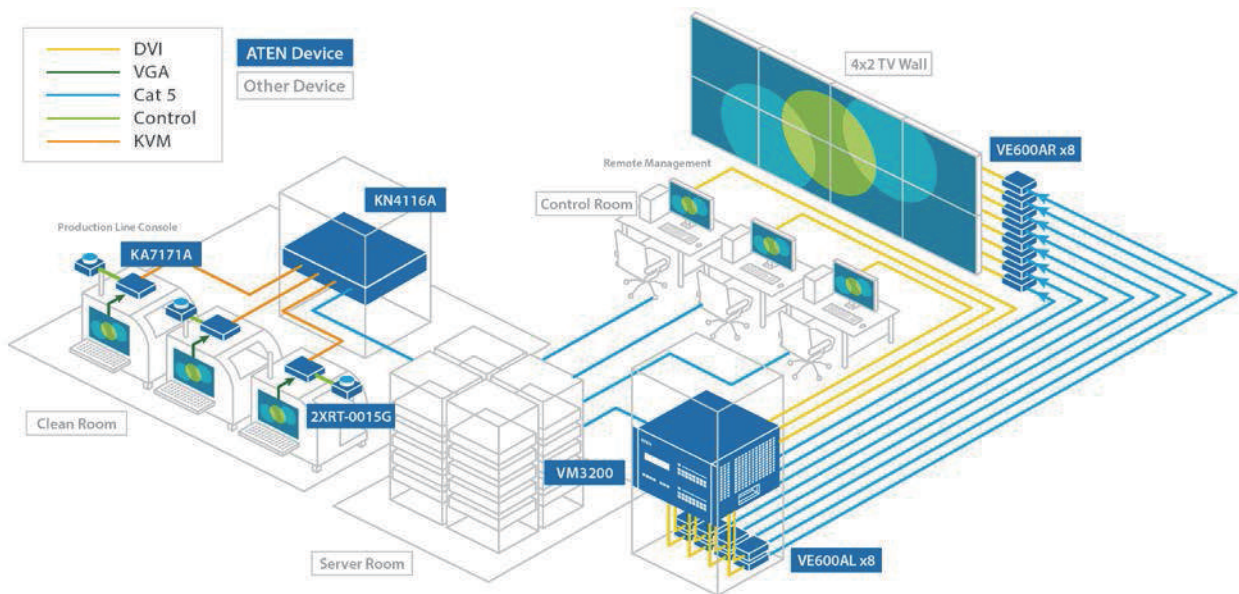 DVI
VGA
Cat 5
Control
KVM
ATEN Device
Other Device
4x2 TV Wall
VE600AR x8
Remote Management
Control Room
KN4116A
Production Line Console
KA7171A
2XRT-0015G
Clean Room
VM3200
Server Room
VE600AL x8